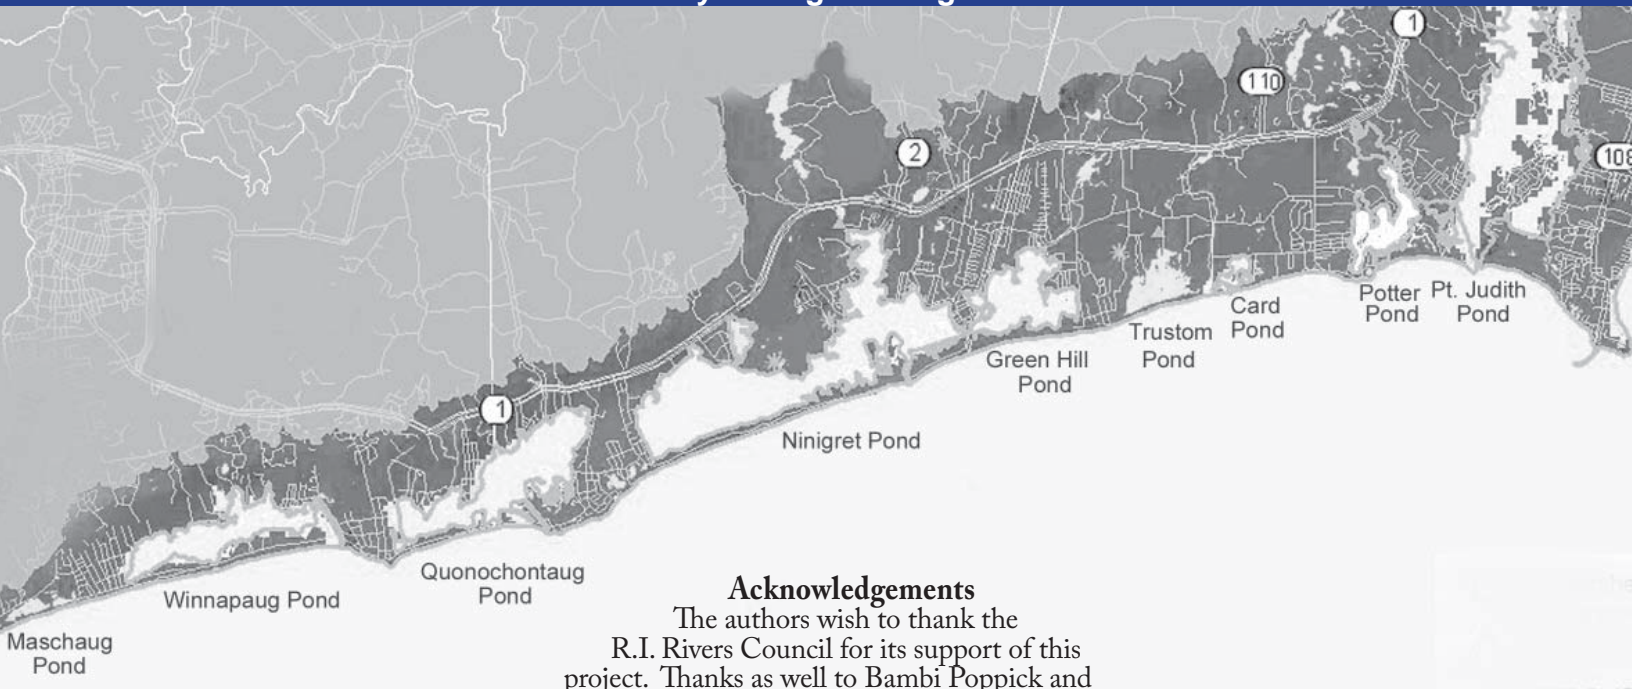 1
110
2
108
Card
Pond
Potter
Pond
Pt. Judith
Pond
Trustom
Pond
Green Hill
Pond
1
Ninigret Pond
Quonochontaug
Pond
Winnapaug Pond
Maschaug
Pond
Acknowledgements
The authors wish to thank the
R.I. Rivers Council for its support of this
project. Thanks as well to Bambi Poppick and